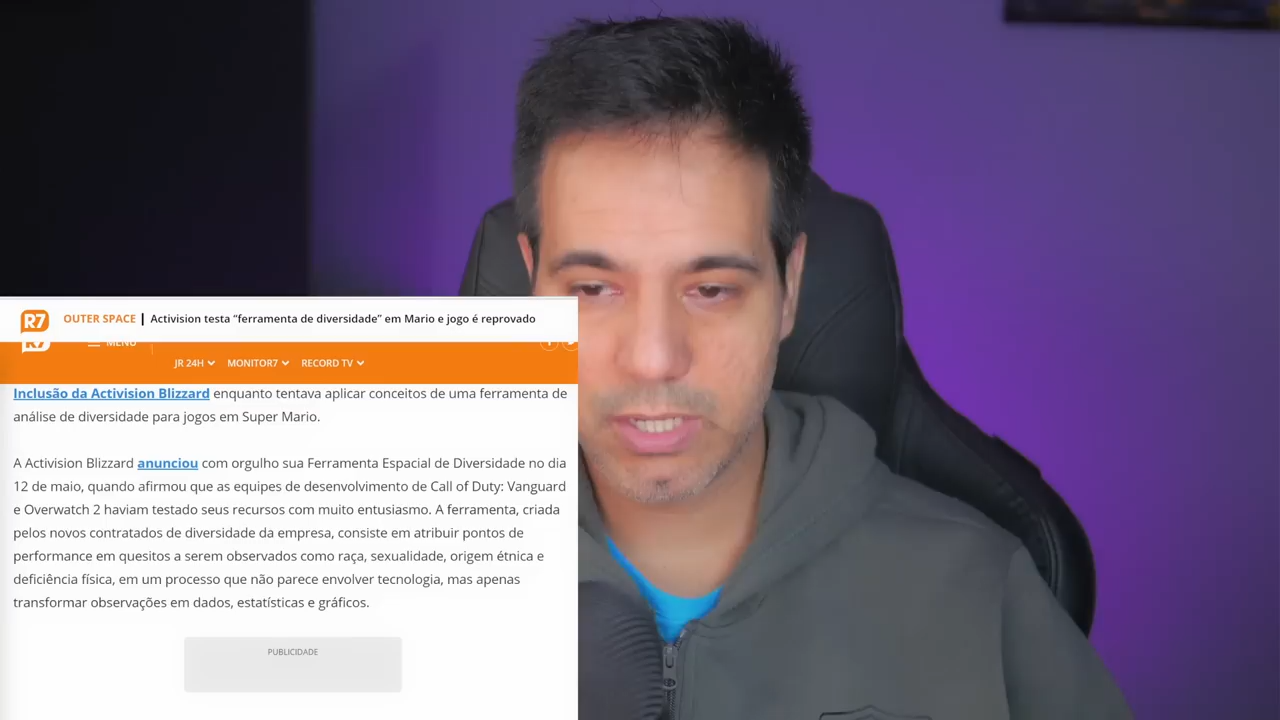 R7
OUTER SPACE | Activision testa “ferramenta de diversidade” em Mario e jogo é reprovado
MENU
JR 24H MONITOR7 RECORD TV
Inclusão da Activision Blizzard enquanto tentava aplicar conceitos de uma ferramenta de
análise de diversidade para jogos em Super Mario.
A Activision Blizzard anunciou com orgulho sua Ferramenta Espacial de Diversidade no dia
12 de maio, quando afirmou que as equipes de desenvolvimento de Call of Duty: Vanguard
e Overwatch 2 haviam testado seus recursos com muito entusiasmo. A ferramenta, criada
pelos novos contratados de diversidade da empresa, consiste em atribuir pontos de
performance em quesitos a serem observados como raça, sexualidade, origem étnica e
deficiência física, em um processo que não parece envolver tecnologia, mas apenas
transformar observações em dados, estatísticas e gráficos.
PUBLICIDADE